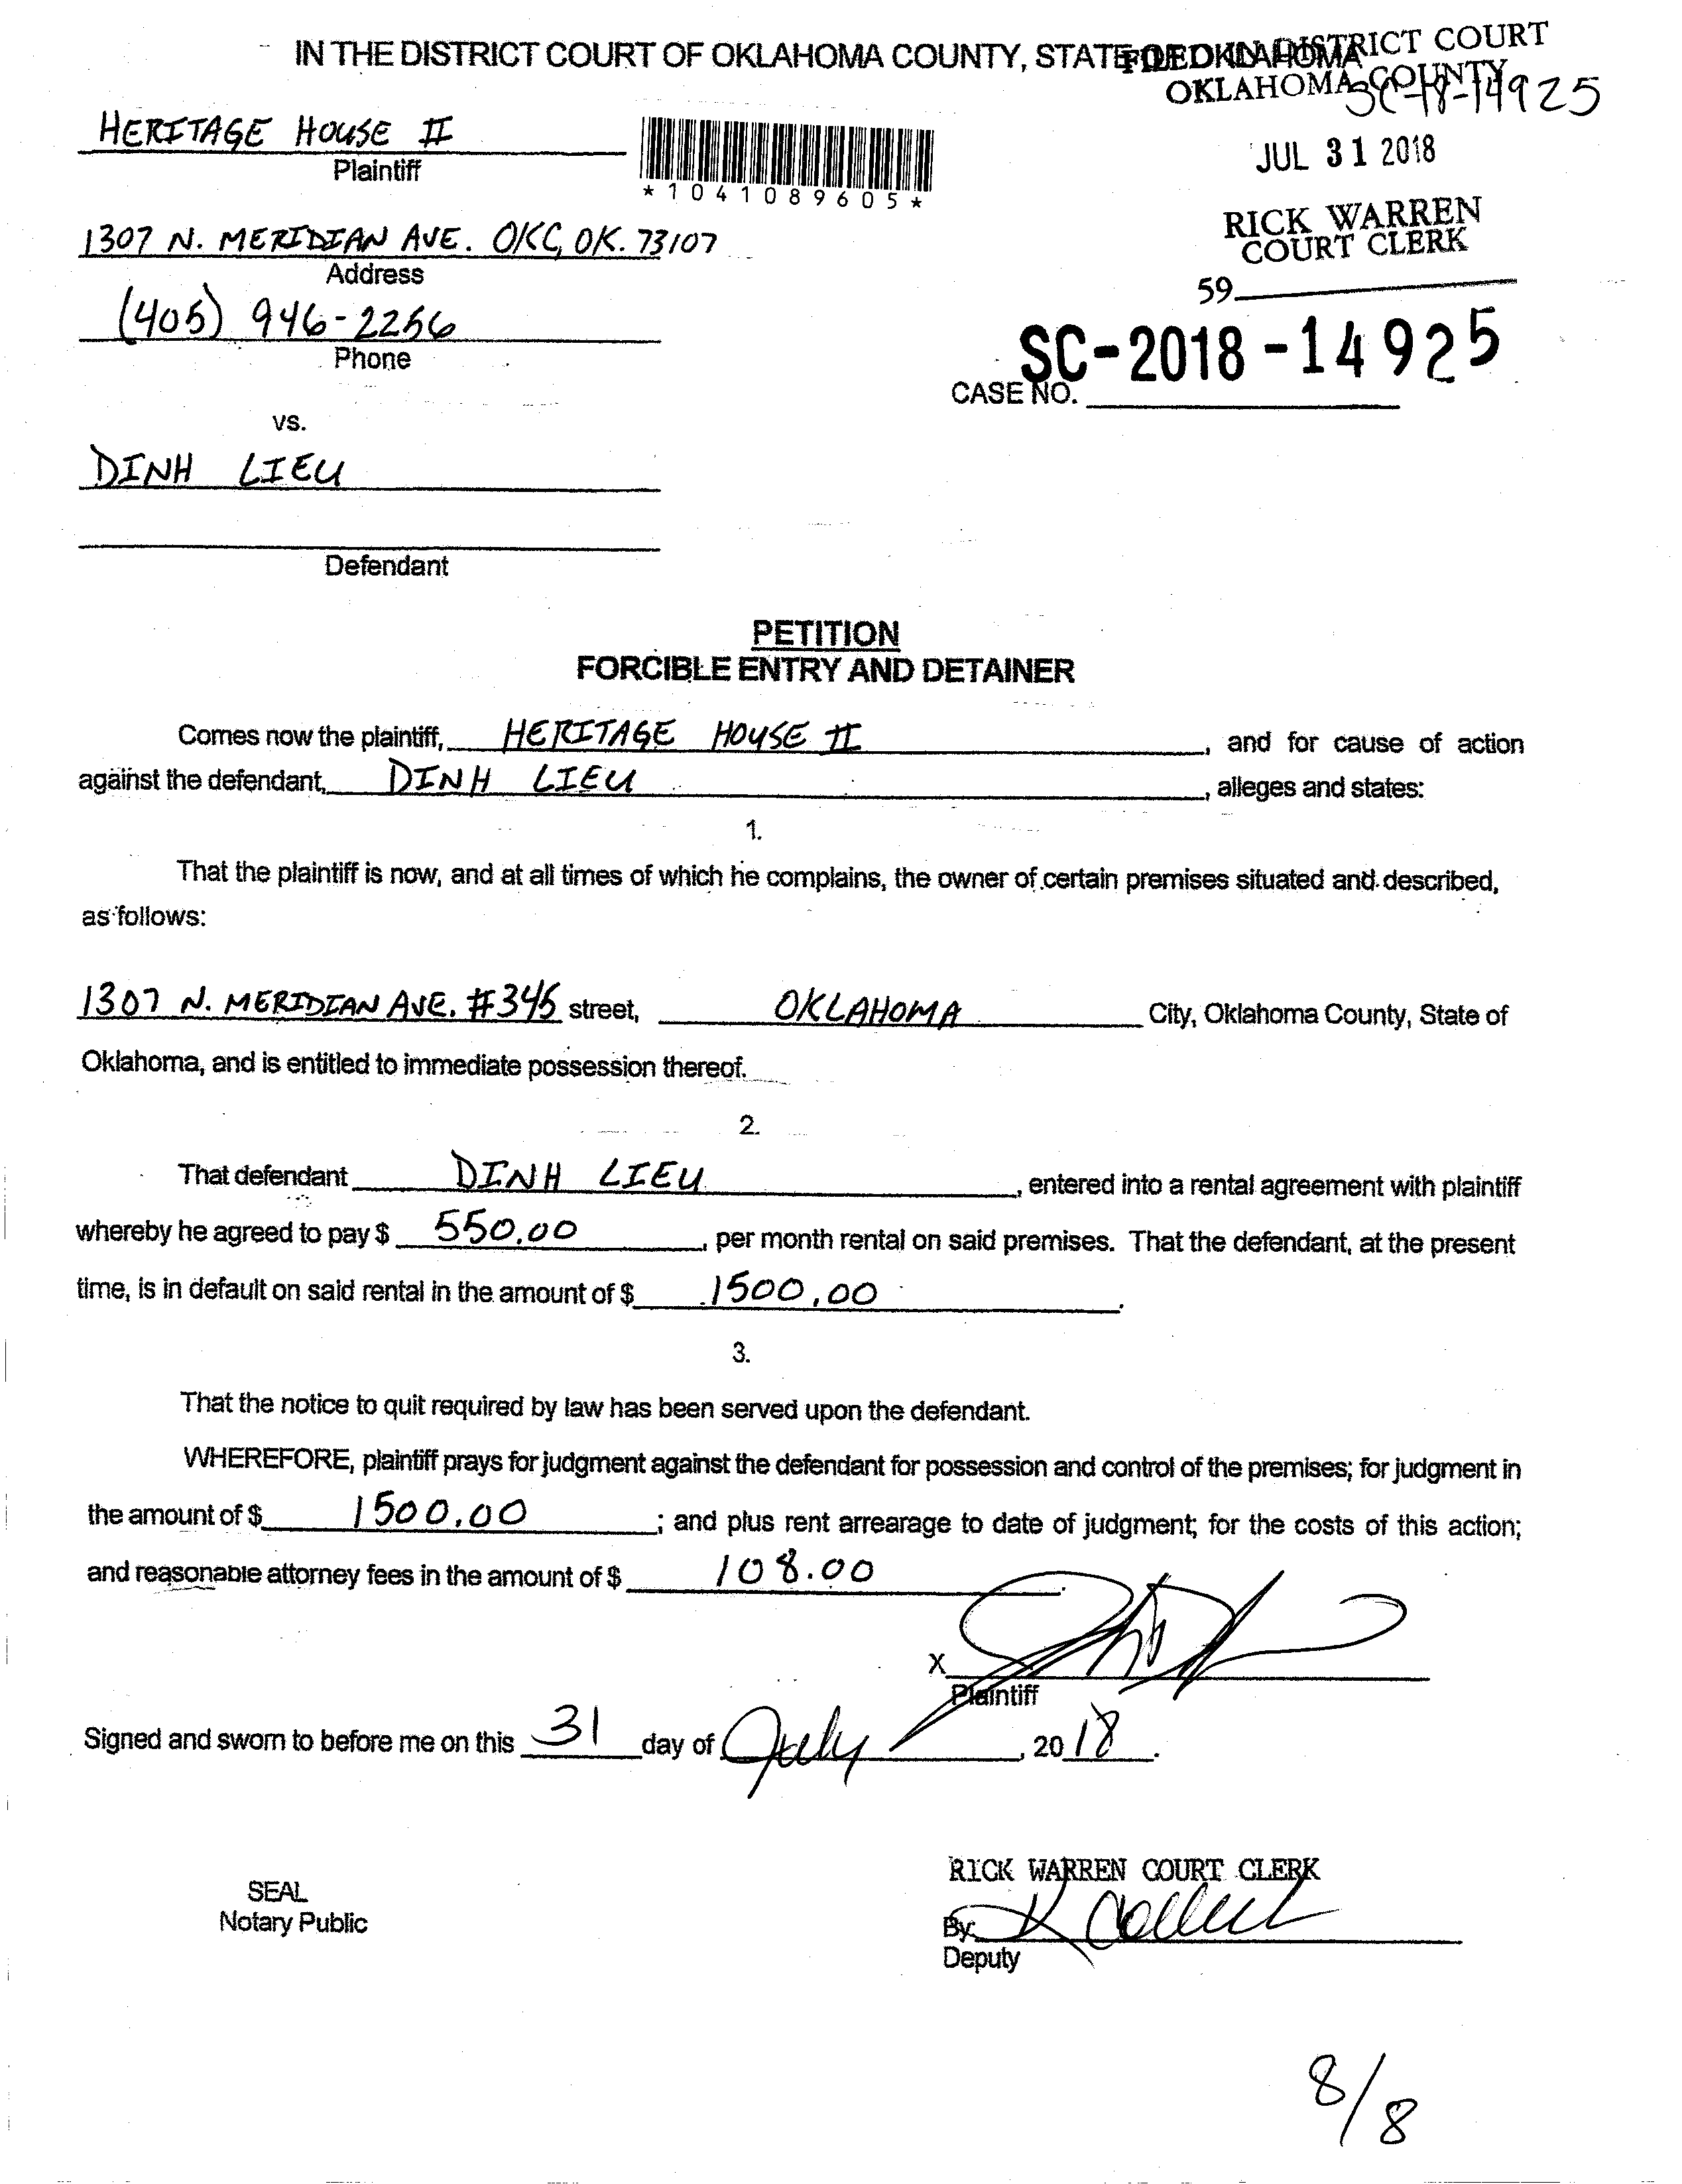 IN THE DISTRICT COURT OF OKLAHOMA COUNTY, STATE OF OKLAHOMA
FILED IN DISTRICT COURT
OKLAHOMA COUNTY
SC-18-14925
HERITAGE HOUSE II
Plaintiff
*1041089605*
JUL 31 2018
1307 N. MERIDIAN AVE. OKC, OK. 73107
Address
RICK WARREN
COURT CLERK
59
(405) 946-2256
Phone
SC-2018-14925
CASE NO.
vs.
DINH LIEU
Defendant
PETITION
FORCIBLE ENTRY AND DETAINER
Comes now the plaintiff, HERITAGE HOUSE II, and for cause of action
against the defendant, DINH LIEU, alleges and states:
1.
That the plaintiff is now, and at all times of which he complains, the owner of certain premises situated and described,
as follows:
1307 N. MERIDIAN AVE. #345 street, OKLAHOMA City, Oklahoma County, State of
Oklahoma, and is entitled to immediate possession thereof.
2.
That defendant DINH LIEU, entered into a rental agreement with plaintiff
whereby he agreed to pay $ 550.00, per month rental on said premises. That the defendant, at the present
time, is in default on said rental in the amount of $ 1500.00.
3.
That the notice to quit required by law has been served upon the defendant.
WHEREFORE, plaintiff prays for judgment against the defendant for possession and control of the premises; for judgment in
the amount of $ 1500.00; and plus rent arrearage to date of judgment; for the costs of this action;
and reasonable attorney fees in the amount of $ 108.00
X
Plaintiff
Signed and sworn to before me on this 31 day of July, 2018.
RICK WARREN COURT CLERK
SEAL
Notary Public
By K
Deputy
8/8